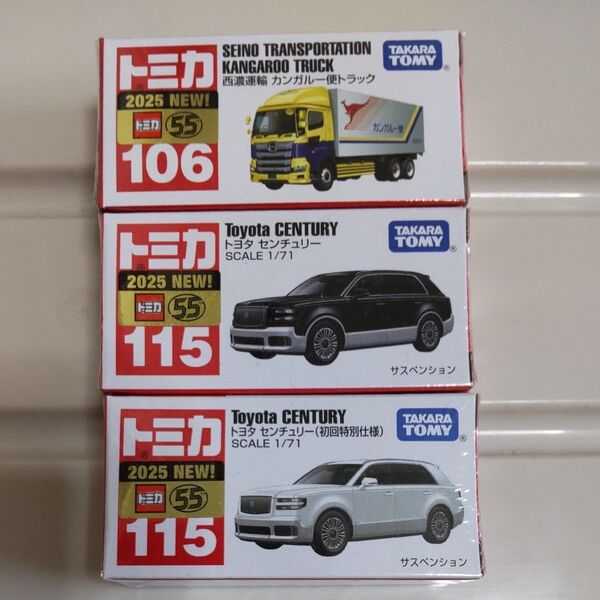 トミカ
2025 NEW!
トミカ 55
106
SEINO TRANSPORTATION
KANGAROO TRUCK
西濃運輸 カンガルー便トラック
TAKARA
TOMY
カンガルー便
トミカ
2025 NEW!
トミカ 55
115
Toyota CENTURY
トヨタ センチュリー
SCALE 1/71
TAKARA
TOMY
サスペンション
トミカ
2025 NEW!
トミカ 55
115
Toyota CENTURY
トヨタ センチュリー(初回特別仕様)
SCALE 1/71
TAKARA
TOMY
サスペンション